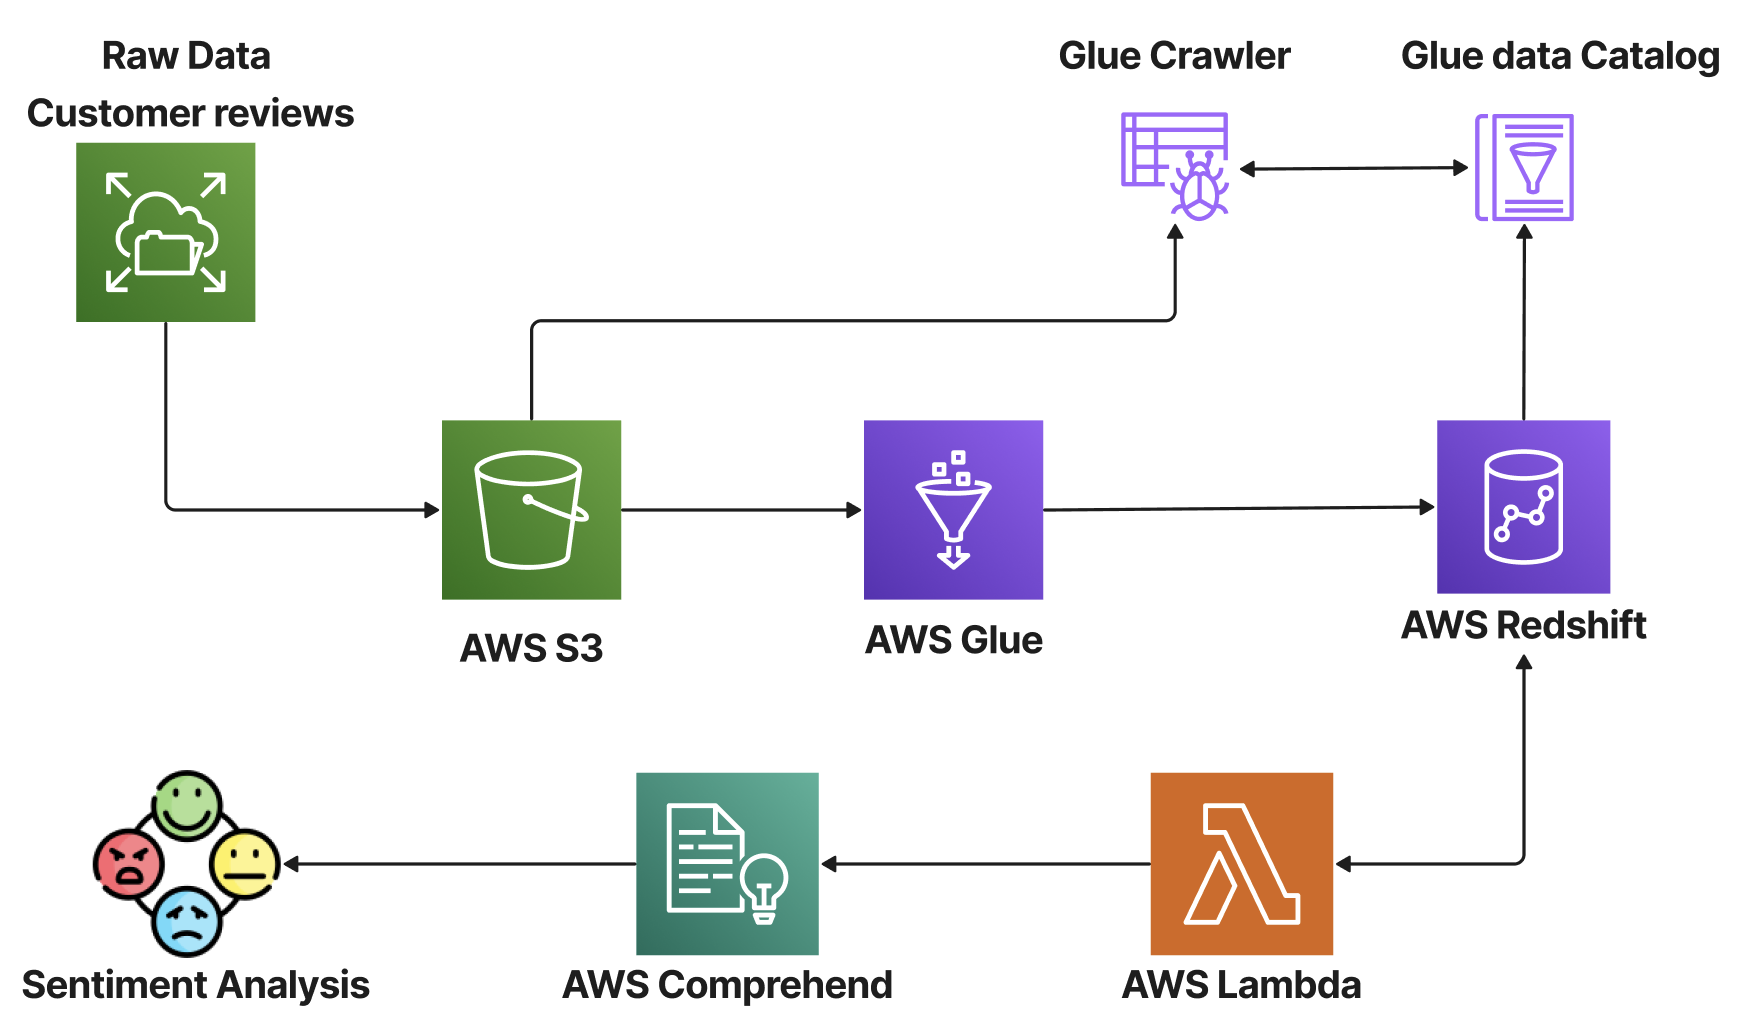 Raw Data
Customer reviews
Glue Crawler
Glue data Catalog
AWS S3
AWS Glue
AWS Redshift
Sentiment Analysis
AWS Comprehend
AWS Lambda